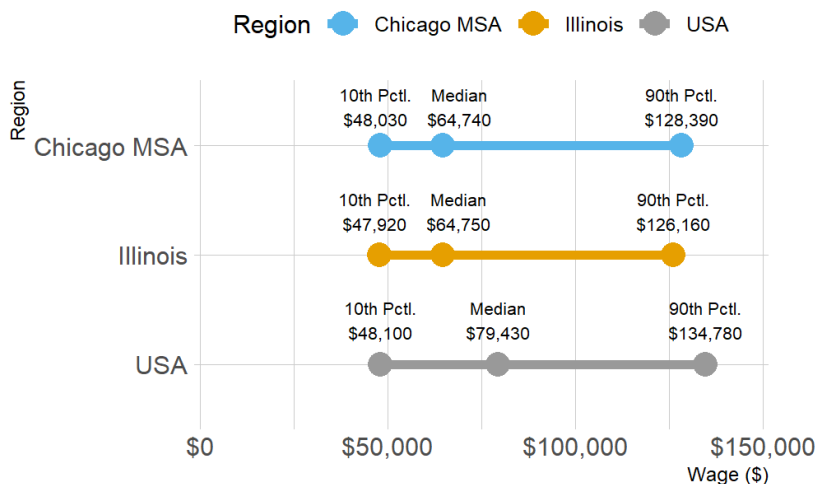 Region Chicago MSA Illinois USA
Region
10th Pctl. Median 90th Pctl.
$48,030 $64,740 $128,390
Chicago MSA
10th Pctl. Median 90th Pctl.
$47,920 $64,750 $126,160
Illinois
10th Pctl. Median 90th Pctl.
$48,100 $79,430 $134,780
USA
$0 $50,000 $100,000 $150,000
Wage ($)